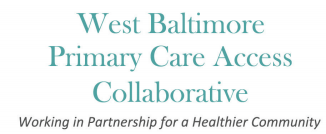 West Baltimore
Primary Care Access
Collaborative
Working in Partnership for a Healthier Community